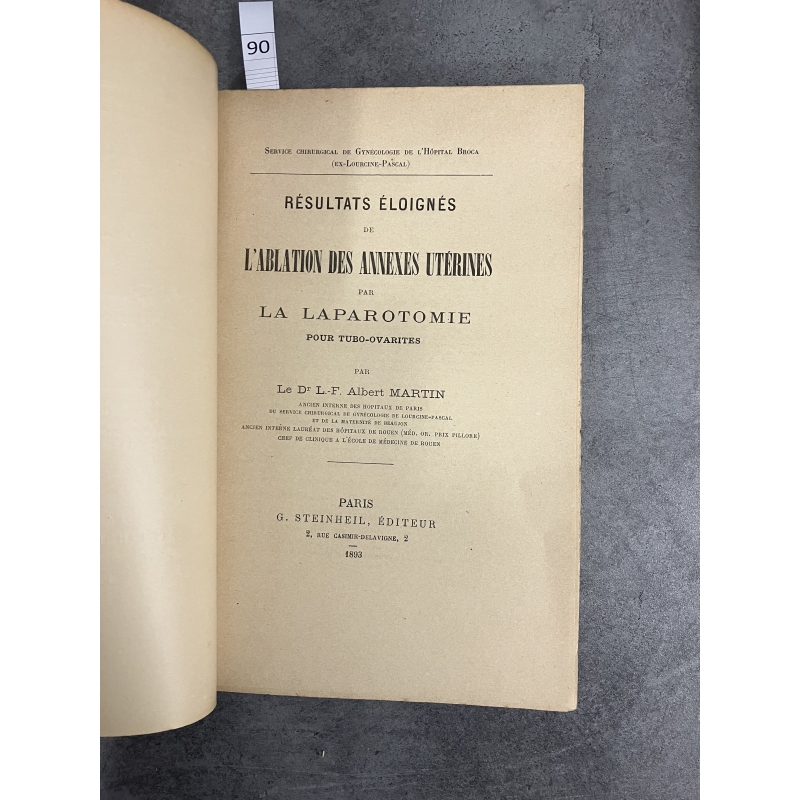 90
Service chirurgical de Gynécologie de l'Hôpital Broca
(ex-Lourcine-Pascal)
RÉSULTATS ÉLOIGNÉS
DE
L'ABLATION DES ANNEXES UTÉRINES
PAR
LA LAPAROTOMIE
POUR TUBO-OVARITES
PAR
Le Dr L.-F. Albert MARTIN
ANCIEN INTERNE DES HOPITAUX DE PARIS
DU SERVICE CHIRURGICAL DE GYNÉCOLOGIE DE LOURCINE-PASCAL
ET DE LA MATERNITÉ DE BEAUJON
ANCIEN INTERNE LAURÉAT DES HÔPITAUX DE ROUEN (MÉD. OR, PRIX PILLORE)
CHEF DE CLINIQUE A L'ÉCOLE DE MÉDECINE DE ROUEN
PARIS
G. STEINHEIL, ÉDITEUR
2, RUE CASIMIR-DELAVIGNE, 2
1893